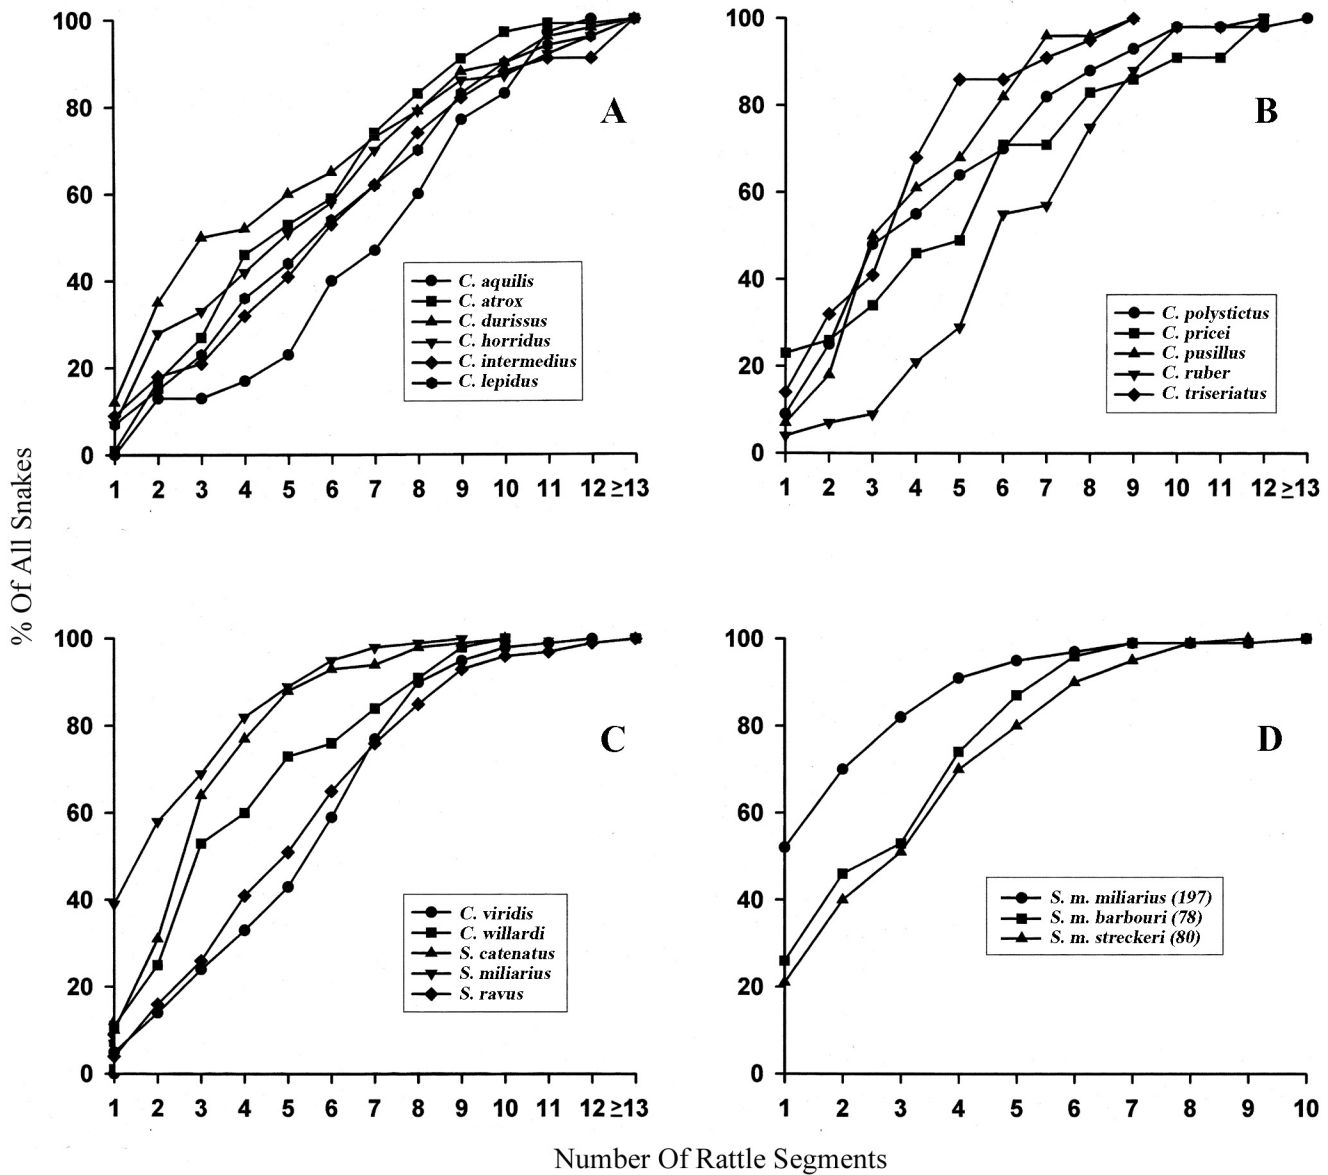 % Of All Snakes
100
80
60
40
20
0
A
C. aquilis
C. atrox
C. durissus
C. horridus
C. intermedius
C. lepidus
1 2 3 4 5 6 7 8 9 10 11 12 ≥13
100
80
60
40
20
0
B
C. polystictus
C. pricei
C. pusillus
C. ruber
C. triseriatus
1 2 3 4 5 6 7 8 9 10 11 12 ≥13
100
80
60
40
20
0
C
C. viridis
C. willardi
S. catenatus
S. miliarius
S. ravus
1 2 3 4 5 6 7 8 9 10 11 12 ≥13
100
80
60
40
20
0
D
S. m. miliarius (197)
S. m. barbouri (78)
S. m. streckeri (80)
1 2 3 4 5 6 7 8 9 10
Number Of Rattle Segments